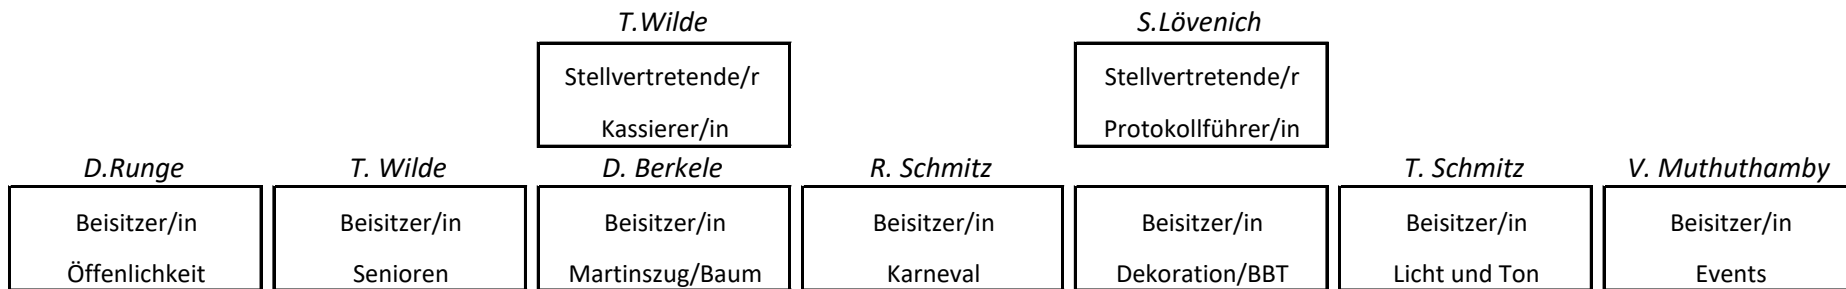 T.Wilde S.Lövenich
Stellvertretende/r Stellvertretende/r
Kassierer/in Protokollführer/in
D.Runge T. Wilde D. Berkele R. Schmitz T. Schmitz V. Muthuthamby
Beisitzer/in Beisitzer/in Beisitzer/in Beisitzer/in Beisitzer/in Beisitzer/in Beisitzer/in
Öffenlichkeit Senioren Martinszug/Baum Karneval Dekoration/BBT Licht und Ton Events